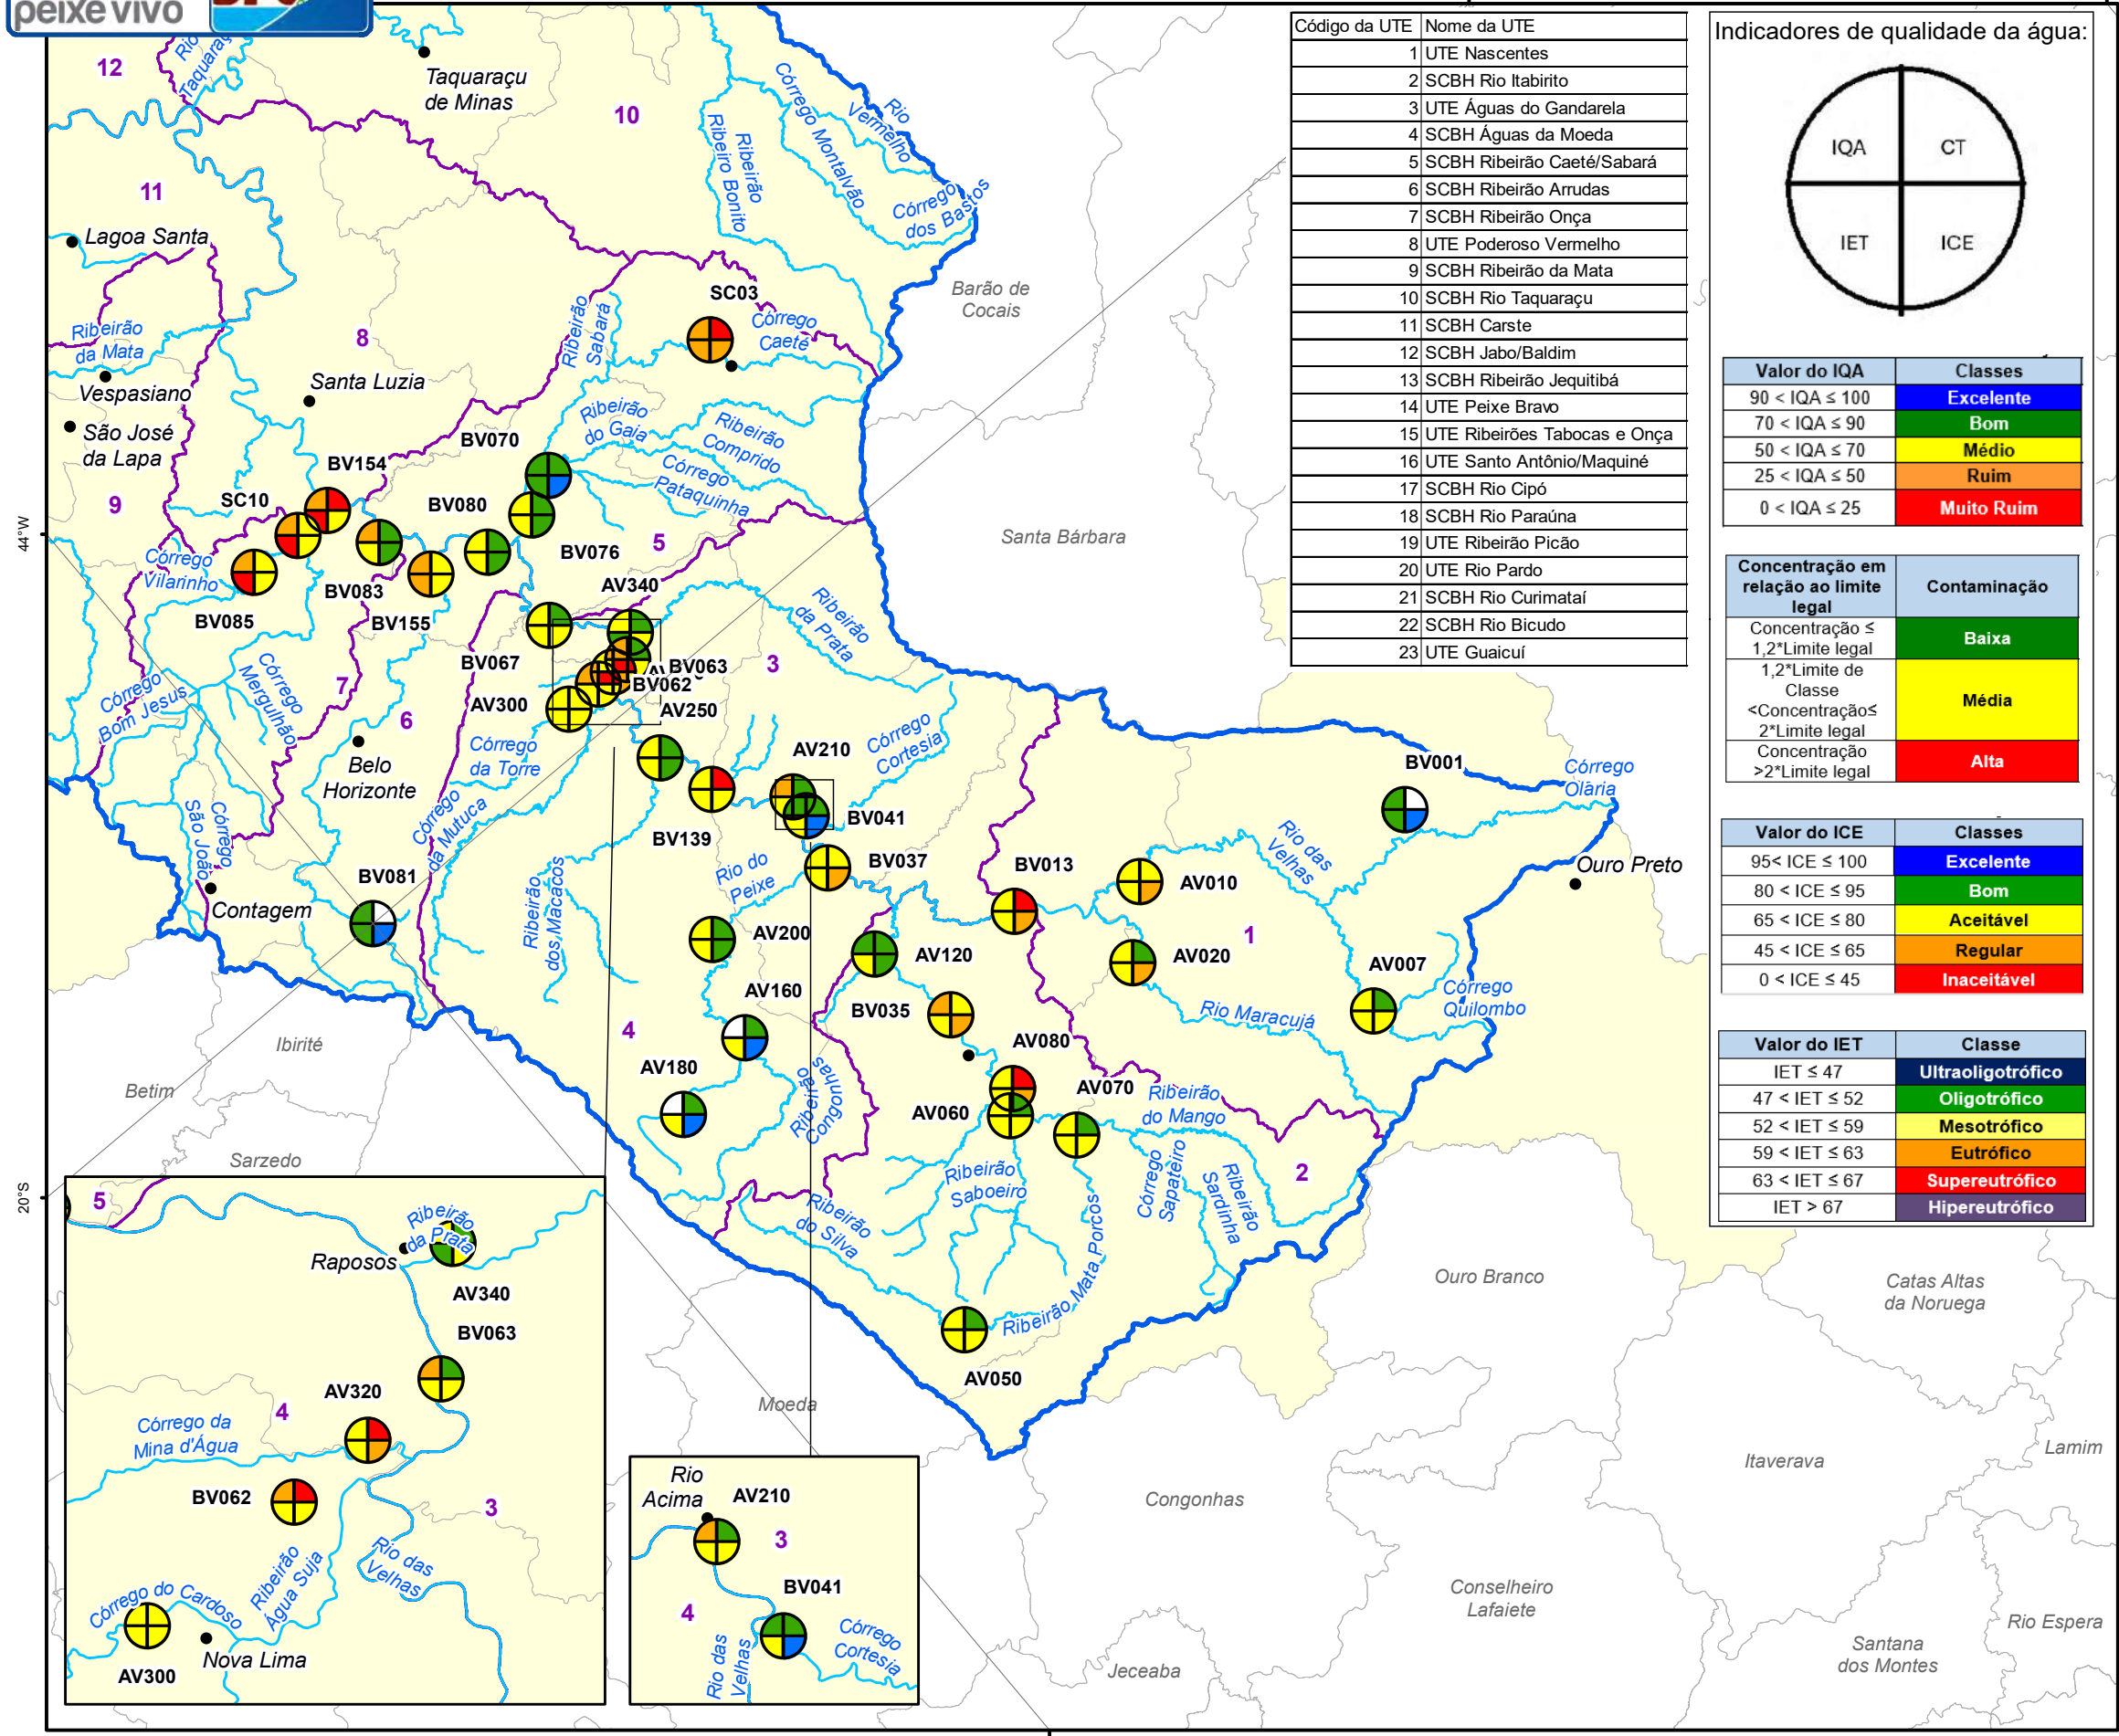 peixe vivo
12
Rio
Taquaraçu
de Minas
10
Ribeiro Bonito
Ribeirão
Córrego Montalvão
Rio
Vermelho
Córrego
dos Bastos
11
Lagoa Santa
Barão de
Cocais
SC03
Córrego
Caeté
Ribeirão
Sabará
8
Ribeirão
da Mata
Vespasiano
Santa Luzia
São José
da Lapa
Ribeirão
do Gaia
Ribeirão
Comprido
Córrego
Pataquinha
BV070
BV154
SC10
BV080
9
44°W
Santa Bárbara
BV076
5
Córrego
Vilarinho
BV083
AV340
BV085
BV155
Ribeirão
da Prata
BV067
BV063
BV062
3
Córrego
Mergulhão
Córrego
Bom Jesus
7
6
AV300
AV250
Córrego
da Torre
Belo
Horizonte
AV210
Córrego
Cortesia
BV001
Córrego
Olária
Córrego
São João
Córrego
da Mutuca
BV139
BV041
Rio do
Peixe
BV037
BV013
AV010
Rio das
Velhas
Ouro Preto
BV081
Contagem
Ribeirão
dos Macacos
AV200
AV120
AV020
1
AV007
AV160
BV035
Córrego
Quilombo
Rio Maracujá
Ibirité
4
AV080
Betim
AV180
Ribeirão
Congonhas
AV070
Ribeirão
do Mango
AV060
Sarzedo
2
Ribeirão
Saboeiro
Córrego
Sapateiro
Ribeirão
Sardinha
20°S
Ribeirão
do Silva
Ribeirão Mata Porcos
AV050
Ouro Branco
Catas Altas
da Noruega
Moeda
Lamim
Itaverava
Congonhas
Conselheiro
Lafaiete
Rio Espera
Santana
dos Montes
Jeceaba
5
Ribeirão
da Prata
Raposos
AV340
BV063
AV320
4
Córrego da
Mina d'Água
BV062
3
Rio das
Velhas
Ribeirão
Água Suja
Córrego do Cardoso
Nova Lima
AV300
Rio
Acima
AV210
3
BV041
4
Rio das
Velhas
Córrego
Cortesia
Código da UTE Nome da UTE
1 UTE Nascentes
2 SCBH Rio Itabirito
3 UTE Águas do Gandarela
4 SCBH Águas da Moeda
5 SCBH Ribeirão Caeté/Sabará
6 SCBH Ribeirão Arrudas
7 SCBH Ribeirão Onça
8 UTE Poderoso Vermelho
9 SCBH Ribeirão da Mata
10 SCBH Rio Taquaraçu
11 SCBH Carste
12 SCBH Jabo/Baldim
13 SCBH Ribeirão Jequitibá
14 UTE Peixe Bravo
15 UTE Ribeirões Tabocas e Onça
16 UTE Santo Antônio/Maquiné
17 SCBH Rio Cipó
18 SCBH Rio Paraúna
19 UTE Ribeirão Picão
20 UTE Rio Pardo
21 SCBH Rio Curimataí
22 SCBH Rio Bicudo
23 UTE Guaicuí
Indicadores de qualidade da água:
IQA CT
IET ICE
Valor do IQA Classes
90 < IQA ≤ 100 Excelente
70 < IQA ≤ 90 Bom
50 < IQA ≤ 70 Médio
25 < IQA ≤ 50 Ruim
0 < IQA ≤ 25 Muito Ruim
Concentração em
relação ao limite
legal
Contaminação
Concentração ≤
1,2*Limite legal
Baixa
1,2*Limite de
Classe
<Concentração≤
2*Limite legal
Média
Concentração
>2*Limite legal
Alta
Valor do ICE Classes
95< ICE ≤ 100 Excelente
80 < ICE ≤ 95 Bom
65 < ICE ≤ 80 Aceitável
45 < ICE ≤ 65 Regular
0 < ICE ≤ 45 Inaceitável
Valor do IET Classe
IET ≤ 47 Ultraoligotrófico
47 < IET ≤ 52 Oligotrófico
52 < IET ≤ 59 Mesotrófico
59 < IET ≤ 63 Eutrófico
63 < IET ≤ 67 Supereutrófico
IET > 67 Hipereutrófico